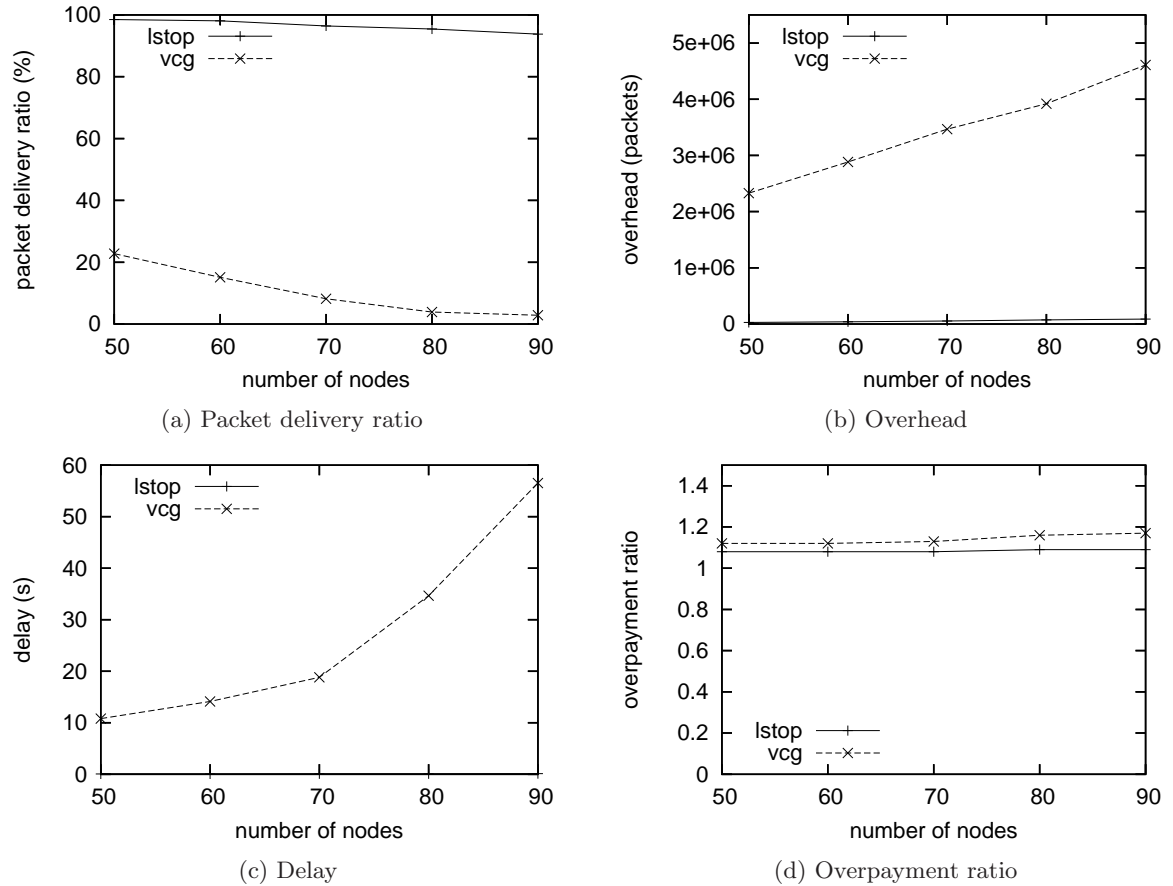 packet delivery ratio (%)
100
80
60
40
20
0
lstop
vcg
50 60 70 80 90
number of nodes
(a) Packet delivery ratio
overhead (packets)
5e+06
4e+06
3e+06
2e+06
1e+06
0
lstop
vcg
50 60 70 80 90
number of nodes
(b) Overhead
delay (s)
60
50
40
30
20
10
0
lstop
vcg
50 60 70 80 90
number of nodes
(c) Delay
overpayment ratio
1.4
1.2
1
0.8
0.6
0.4
0.2
0
lstop
vcg
50 60 70 80 90
number of nodes
(d) Overpayment ratio